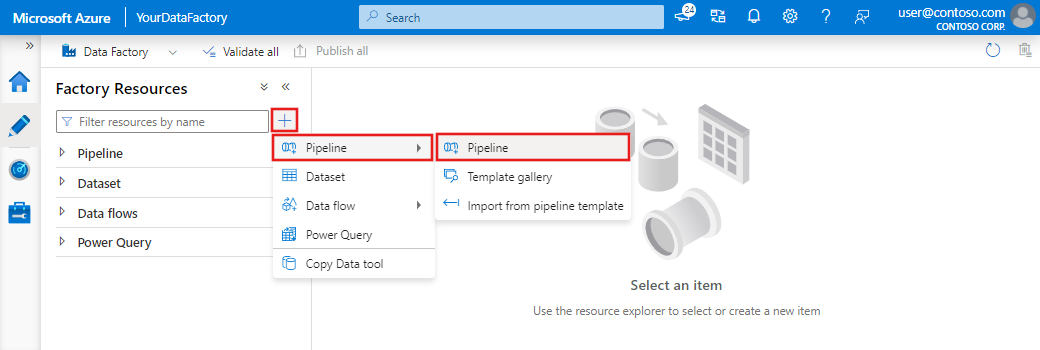 Microsoft Azure YourDataFactory Search 24 ? user@contoso.com
CONTOSO CORP.
» Data Factory Validate all Publish all
Factory Resources
Filter resources by name
Pipeline
Dataset
Data flows
Power Query
Pipeline
Dataset
Data flow
Power Query
Copy Data tool
Pipeline
Template gallery
Import from pipeline template
Select an item
Use the resource explorer to select or create a new item